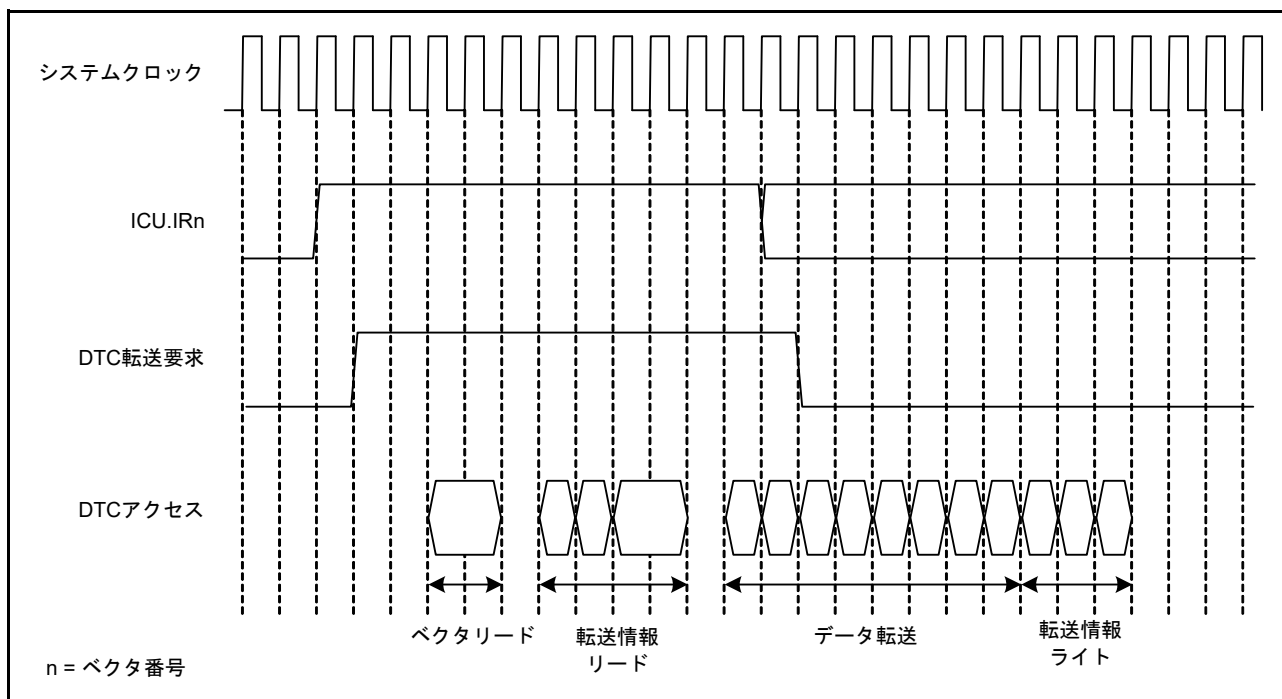 システムクロック
ICU.IRn
DTC転送要求
DTCアクセス
ベクタリード
転送情報
リード
データ転送
転送情報
ライト
n = ベクタ番号